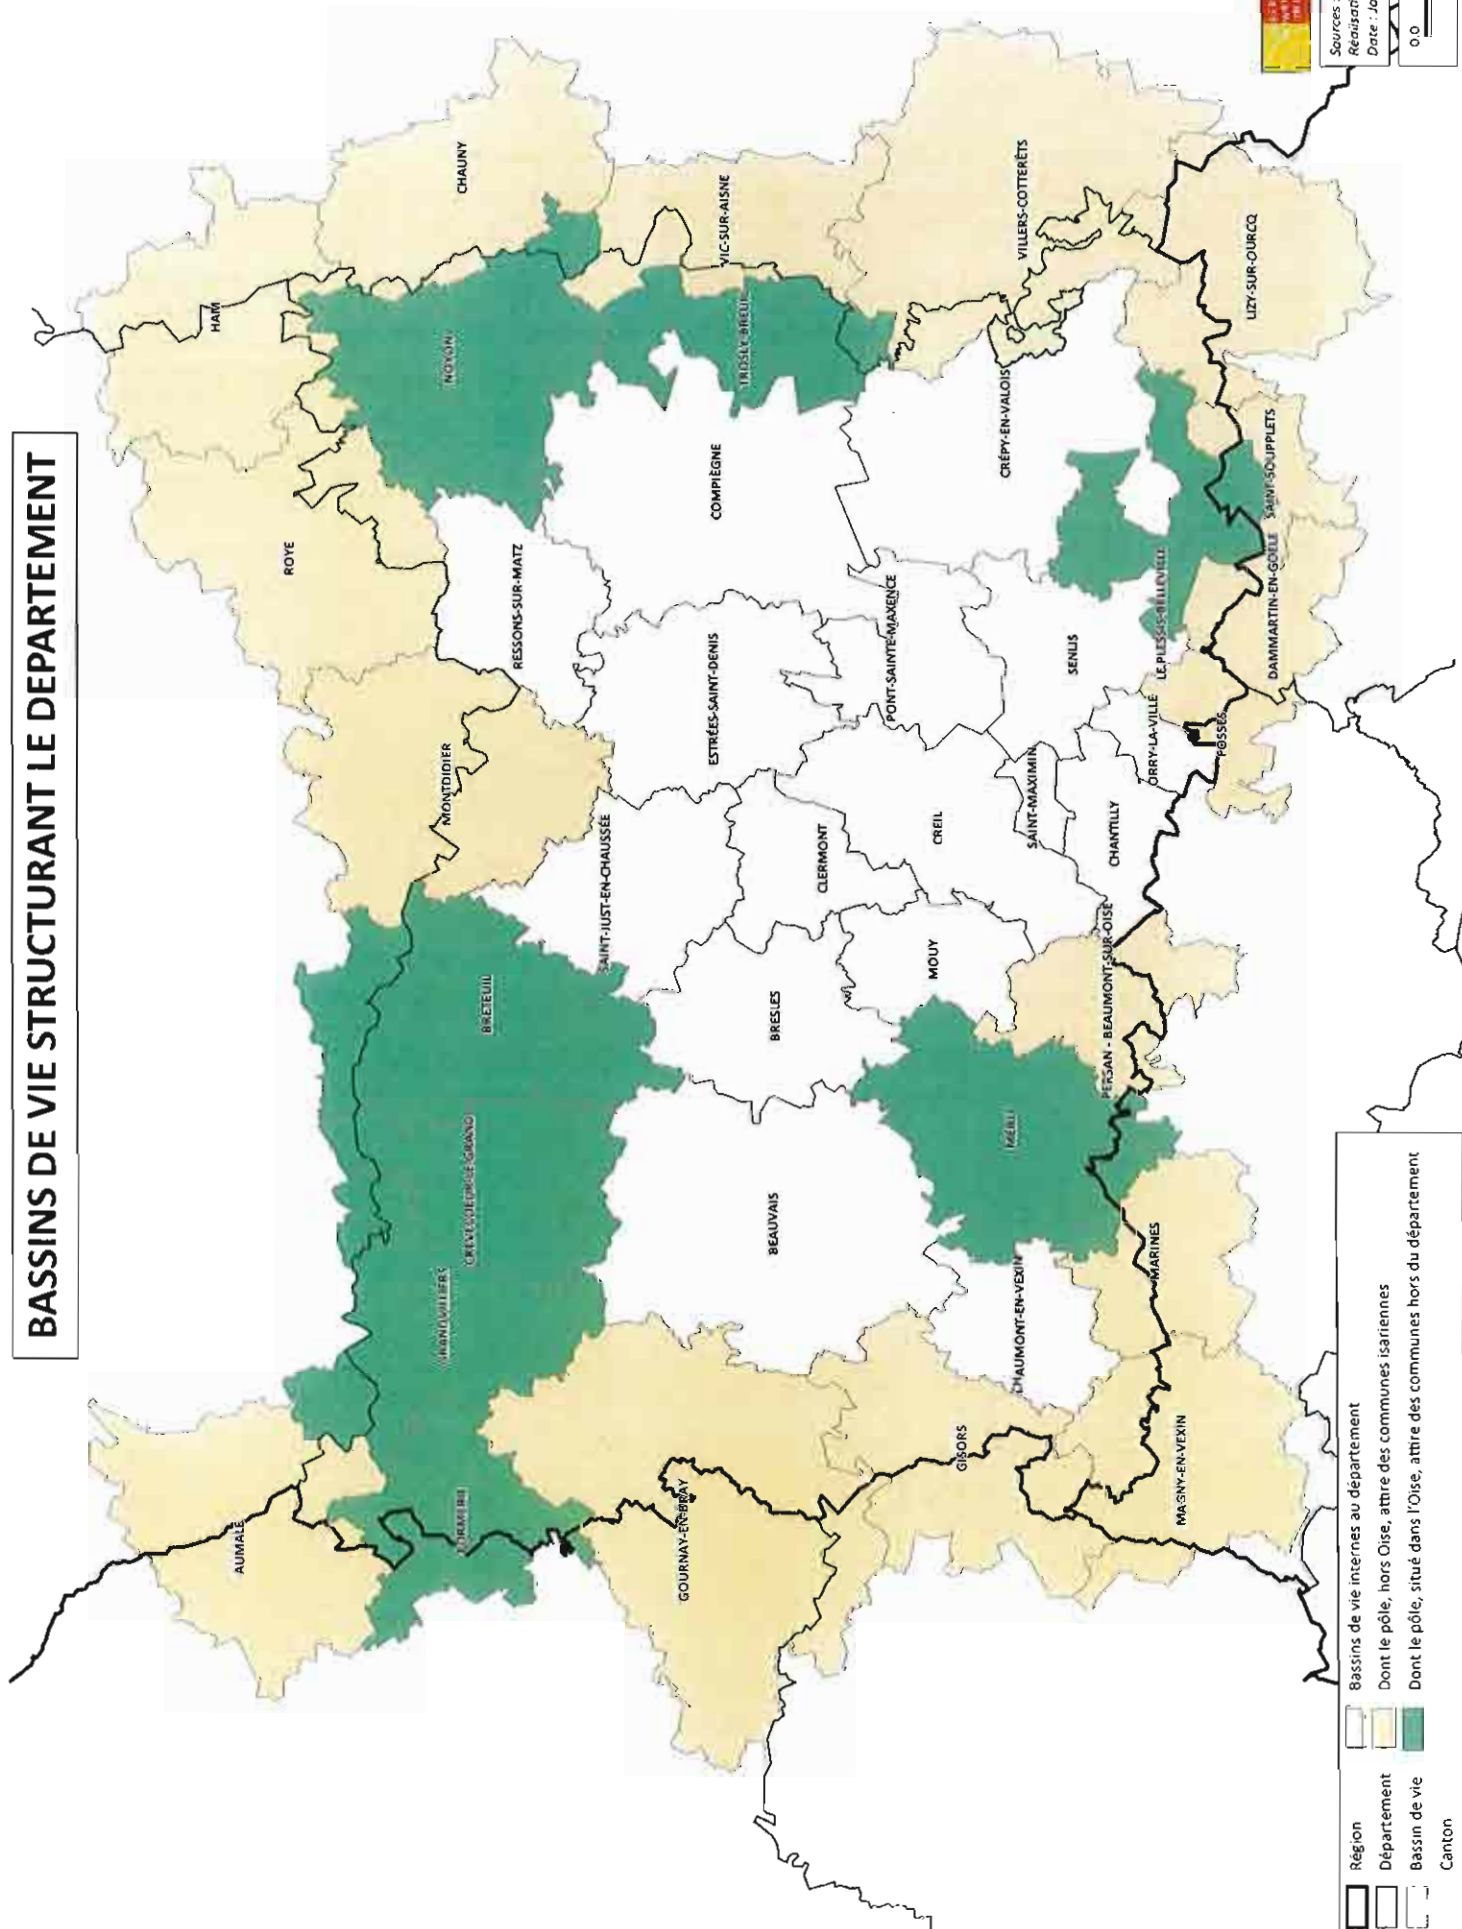 BASSINS DE VIE STRUCTURANT LE DEPARTEMENT
HAM
CHAUNY
ROYE
NOYON
VIC-SUR-AISNE
TROSLY-BREUIL
MONTDIDIER
RESSONS-SUR-MATZ
COMPIÈGNE
VILLERS-COTTERÊTS
BRETEUIL
SAINT-JUST-EN-CHAUSSÉE
ESTRÉES-SAINT-DENIS
CRÉPY-EN-VALOIS
PONT-SAINTE-MAXENCE
LIZY-SUR-OURCQ
CREVECOEUR-LE-GRAND
GRANDVILLIERS
CLERMONT
CREIL
SENLIS
SAINT-MAXIMIN
LE PLESSIS-BELLEVILLE
SAINT-SOUPPLETS
DAMMARTIN-EN-GOËLE
ORRY-LA-VILLE
FOSSES
CHANTILLY
BRESLES
MOUY
PERSAN - BEAUMONT-SUR-OISE
BEAUVAIS
MÉRU
AUMALE
FORMERIE
GOURNAY-EN-BRAY
GISORS
CHAUMONT-EN-VEXIN
MARINES
MAGNY-EN-VEXIN
Région
Département
Bassin de vie
Canton
Bassins de vie internes au département
Dont le pôle, hors Oise, attire des communes isariennes
Dont le pôle, situé dans l'Oise, attire des communes hors du département
Sources :
0.0